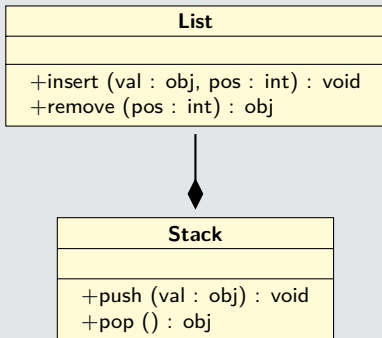 List
+insert (val : obj, pos : int) : void
+remove (pos : int) : obj
Stack
+push (val : obj) : void
+pop () : obj